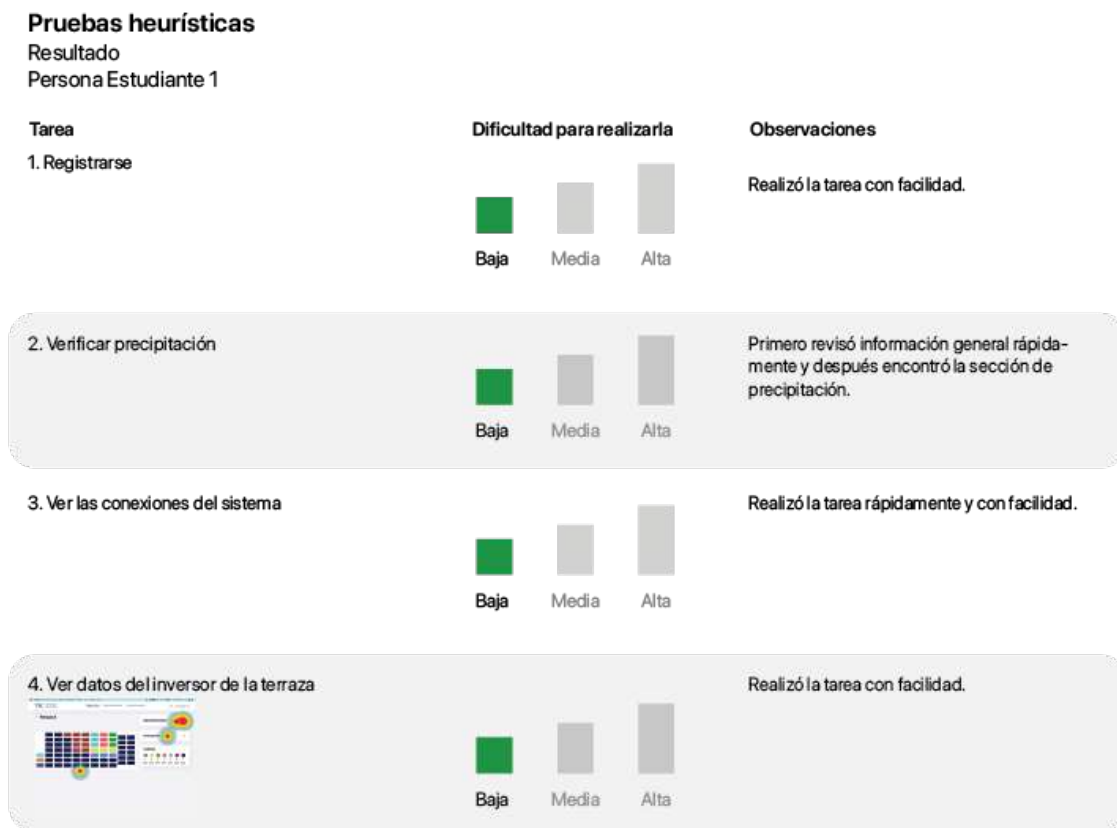 Pruebas heurísticas
Resultado
Persona Estudiante 1
Tarea
Dificultad para realizarla
Observaciones
1. Registrarse
Realizó la tarea con facilidad.
Baja
Media
Alta
2. Verificar precipitación
Primero revisó información general rápida-
mente y después encontró la sección de
precipitación.
Baja
Media
Alta
3. Ver las conexiones del sistema
Realizó la tarea rápidamente y con facilidad.
Baja
Media
Alta
4. Ver datos del inversor de la terraza
Realizó la tarea con facilidad.
Baja
Media
Alta